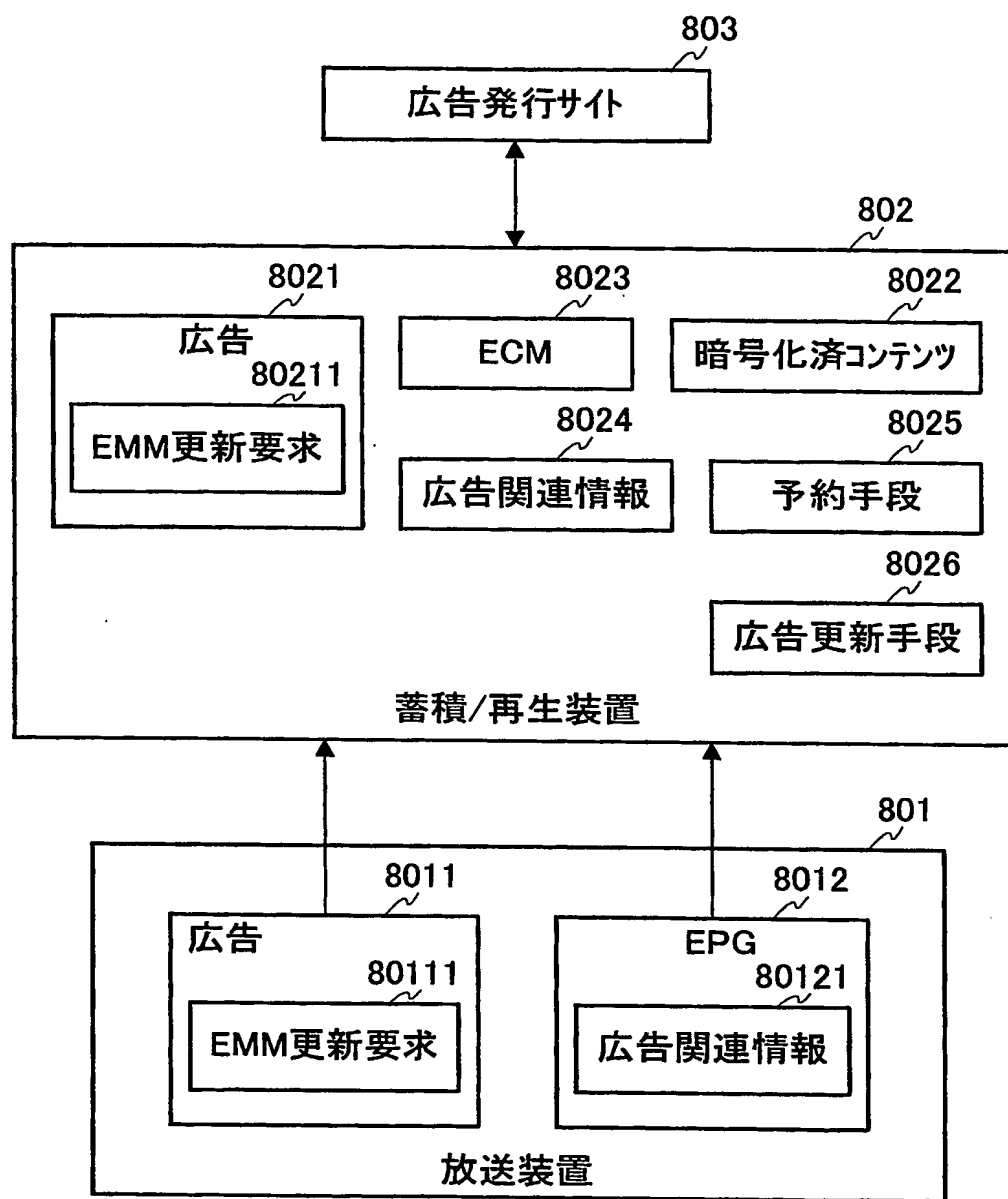 803
広告発行サイト
802
8021
8023
8022
広告
ECM
暗号化済コンテンツ
80211
EMM更新要求
8024
8025
広告関連情報
予約手段
8026
広告更新手段
蓄積/再生装置
801
8011
8012
広告
EPG
80111
80121
EMM更新要求
広告関連情報
放送装置